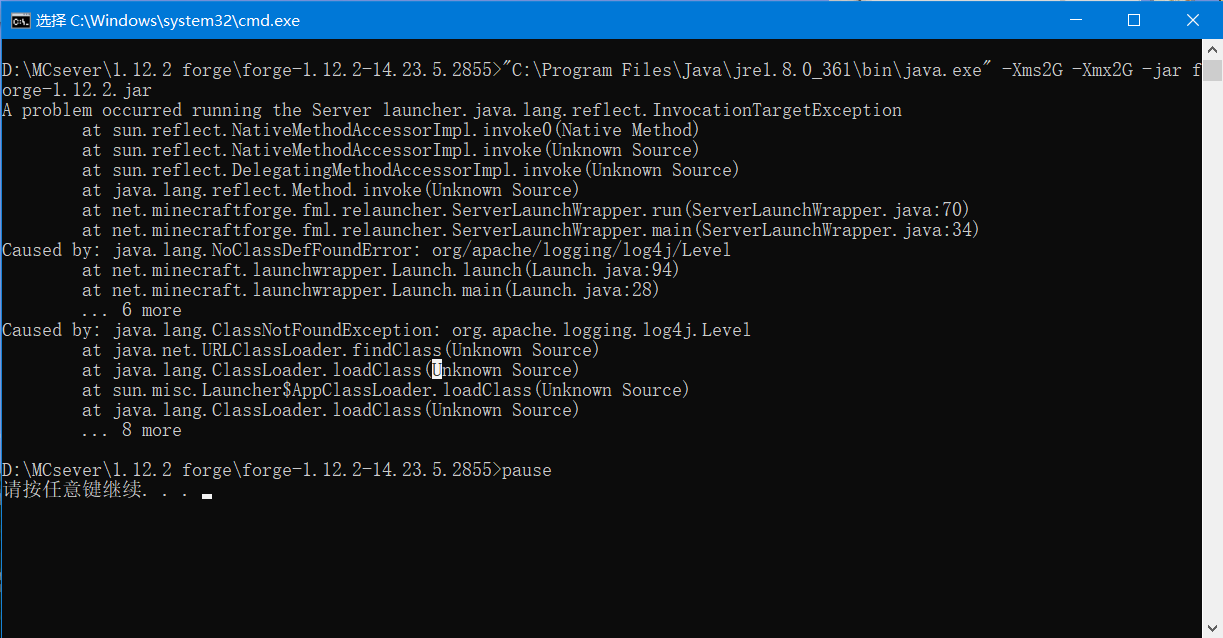 选择 C:\Windows\system32\cmd.exe
D:\MCsever\1.12.2 forge\forge-1.12.2-14.23.5.2855>"C:\Program Files\Java\jre1.8.0_361\bin\java.exe" -Xms2G -Xmx2G -jar f
orge-1.12.2.jar
A problem occurred running the Server launcher.java.lang.reflect.InvocationTargetException
at sun.reflect.NativeMethodAccessorImpl.invoke0(Native Method)
at sun.reflect.NativeMethodAccessorImpl.invoke(Unknown Source)
at sun.reflect.DelegatingMethodAccessorImpl.invoke(Unknown Source)
at java.lang.reflect.Method.invoke(Unknown Source)
at net.minecraftforge.fml.relauncher.ServerLaunchWrapper.run(ServerLaunchWrapper.java:70)
at net.minecraftforge.fml.relauncher.ServerLaunchWrapper.main(ServerLaunchWrapper.java:34)
Caused by: java.lang.NoClassDefFoundError: org/apache/logging/log4j/Level
at net.minecraft.launchwrapper.Launch.launch(Launch.java:94)
at net.minecraft.launchwrapper.Launch.main(Launch.java:28)
... 6 more
Caused by: java.lang.ClassNotFoundException: org.apache.logging.log4j.Level
at java.net.URLClassLoader.findClass(Unknown Source)
at java.lang.ClassLoader.loadClass(Unknown Source)
at sun.misc.Launcher$AppClassLoader.loadClass(Unknown Source)
at java.lang.ClassLoader.loadClass(Unknown Source)
... 8 more
D:\MCsever\1.12.2 forge\forge-1.12.2-14.23.5.2855>pause
请按任意键继续. . .